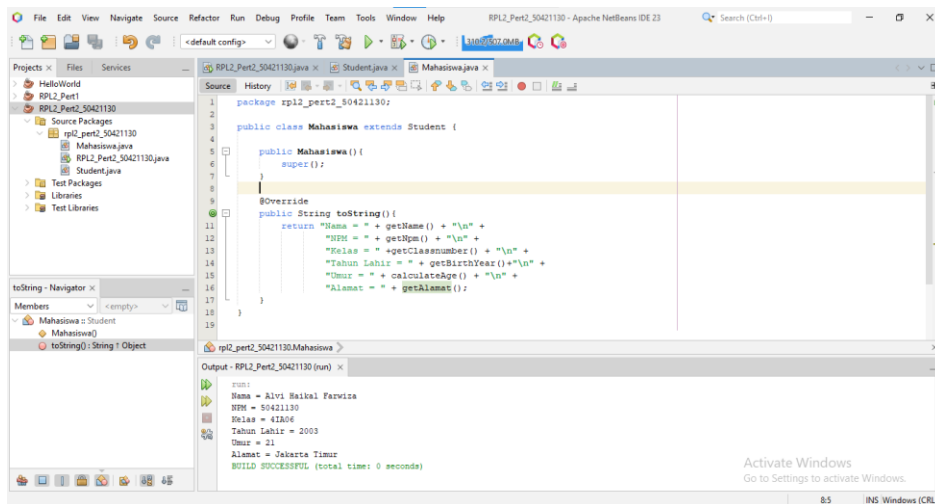 File Edit View Navigate Source Refactor Run Debug Profile Team Tools Window Help
RPL2_Pert2_50421130 - Apache NetBeans IDE 23
Search (Ctrl+I)
<default config>
Projects Files Services
HelloWorld
RPL2_Pert1
RPL2_Pert2_50421130
Source Packages
rpl2_pert2_50421130
Mahasiswa.java
RPL2_Pert2_50421130.java
Student.java
Test Packages
Libraries
Test Libraries
toString - Navigator
Members <empty>
Mahasiswa :: Student
Mahasiswa()
toString() : String ↑ Object
RPL2_Pert2_50421130.java Student.java Mahasiswa.java
Source History
1 package rpl2_pert2_50421130;
2
3 public class Mahasiswa extends Student {
4
5 public Mahasiswa(){
6 super();
7 }
8
9 @Override
public String toString(){
11 return "Nama = " + getName() + "\n" +
12 "NPM = " + getNpm() + "\n" +
13 "Kelas = " +getClassnumber() + "\n" +
14 "Tahun Lahir = " + getBirthYear()+"\n" +
15 "Umur = " + calculateAge() + "\n" +
16 "Alamat = " + getAlamat();
17 }
18 }
19
rpl2_pert2_50421130.Mahasiswa
Output - RPL2_Pert2_50421130 (run)
run:
Nama = Alvi Haikal Farwiza
NPM = 50421130
Kelas = 4IA06
Tahun Lahir = 2003
Umur = 21
Alamat = Jakarta Timur
BUILD SUCCESSFUL (total time: 0 seconds)
Activate Windows
Go to Settings to activate Windows.
8:5 INS Windows (CRL